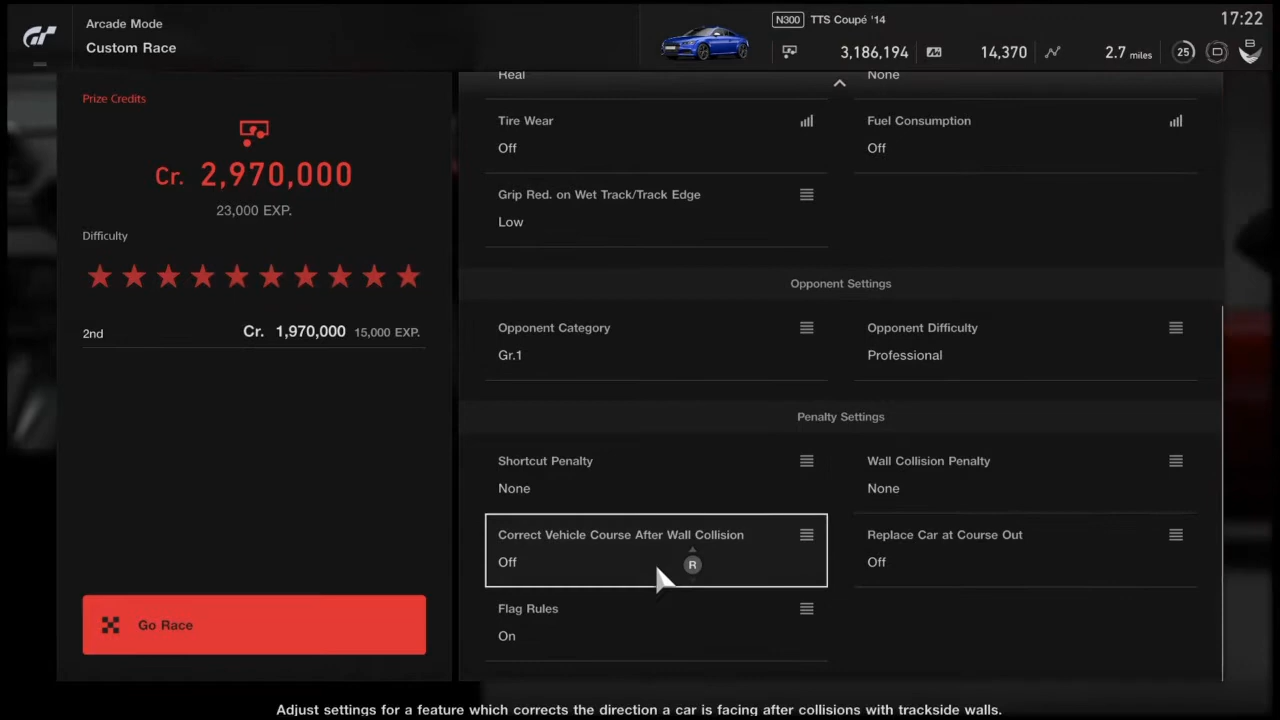 Arcade Mode
Custom Race
N300 TTS Coupé '14
17:22
3,186,194
14,370
2.7 miles
25
B
Prize Credits
Cr. 2,970,000
23,000 EXP.
Difficulty
2nd Cr. 1,970,000 15,000 EXP.
Go Race
Real None
Tire Wear Fuel Consumption
Off Off
Grip Red. on Wet Track/Track Edge
Low
Opponent Settings
Opponent Category Opponent Difficulty
Gr.1 Professional
Penalty Settings
Shortcut Penalty Wall Collision Penalty
None None
Correct Vehicle Course After Wall Collision Replace Car at Course Out
Off R Off
Flag Rules
On
Adjust settings for a feature which corrects the direction a car is facing after collisions with trackside walls.